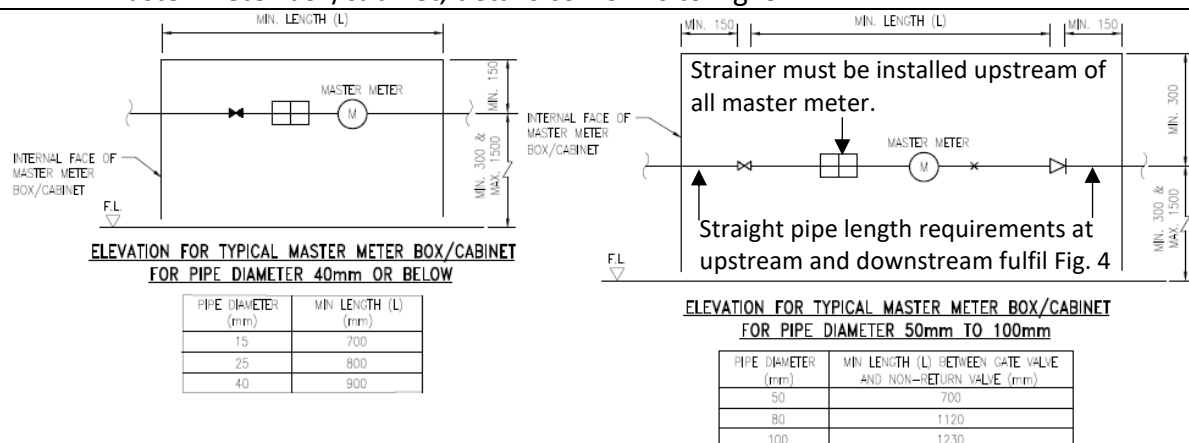 MIN. LENGTH (L)
MIN. 150
MASTER METER
M
INTERNAL FACE OF
MASTER METER
BOX/CABINET
MIN. 300 &
MAX. 1500
F.L.
ELEVATION FOR TYPICAL MASTER METER BOX/CABINET
FOR PIPE DIAMETER 40mm OR BELOW
PIPE DIAMETER
(mm)
MIN LENGTH (L)
(mm)
15 700
25 800
40 900
MIN. 150
MIN. LENGTH (L)
MIN. 150
Strainer must be installed upstream of
all master meter.
MIN. 300
INTERNAL FACE OF
MASTER METER
BOX/CABINET
MASTER METER
M
Straight pipe length requirements at
upstream and downstream fulfil Fig. 4
MIN. 300 &
MAX. 1500
F.L.
ELEVATION FOR TYPICAL MASTER METER BOX/CABINET
FOR PIPE DIAMETER 50mm TO 100mm
PIPE DIAMETER
(mm)
MIN LENGTH (L) BETWEEN GATE VALVE
AND NON-RETURN VALVE (mm)
50 700
80 1120
100 1230